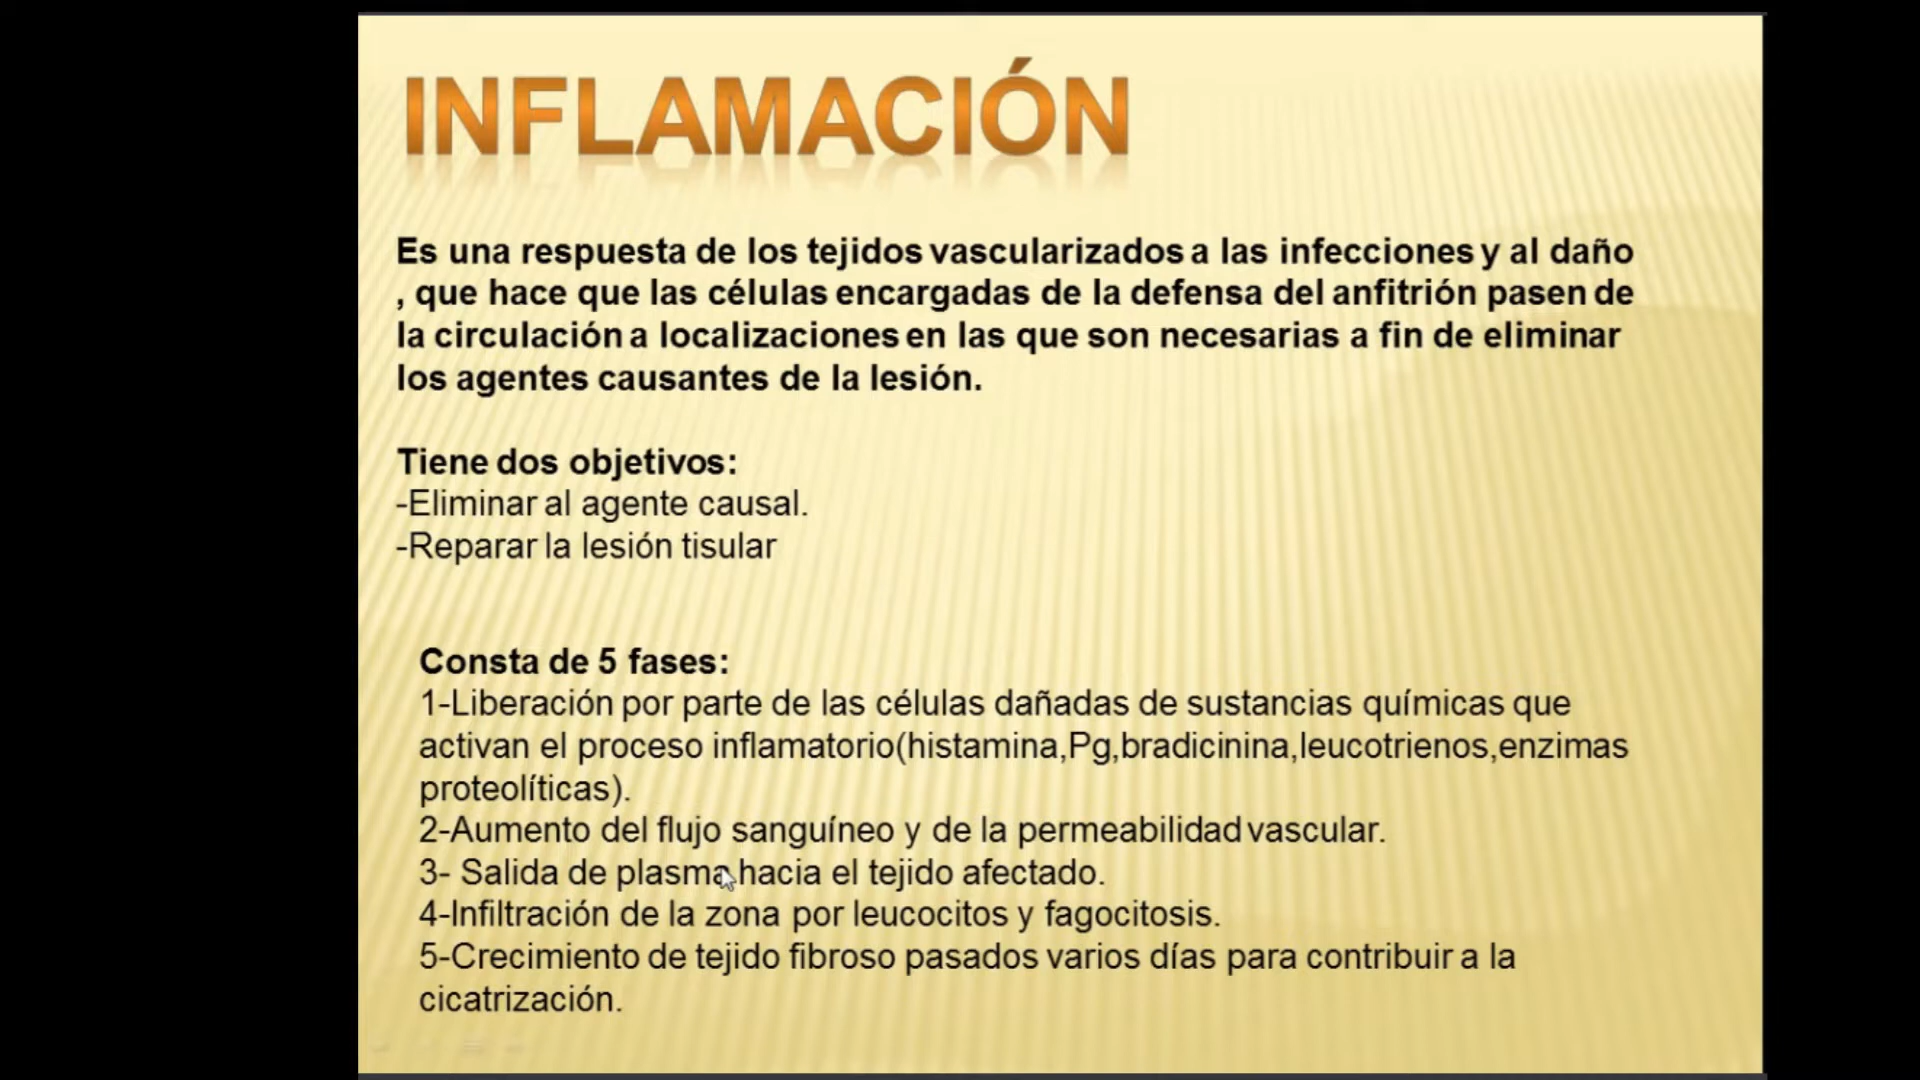 INFLAMACIÓN
Es una respuesta de los tejidos vascularizados a las infecciones y al daño
, que hace que las células encargadas de la defensa del anfitrión pasen de
la circulación a localizaciones en las que son necesarias a fin de eliminar
los agentes causantes de la lesión.
Tiene dos objetivos:
-Eliminar al agente causal.
-Reparar la lesión tisular
Consta de 5 fases:
1-Liberación por parte de las células dañadas de sustancias químicas que
activan el proceso inflamatorio(histamina,Pg,bradicinina,leucotrienos,enzimas
proteolíticas).
2-Aumento del flujo sanguíneo y de la permeabilidad vascular.
3- Salida de plasma hacia el tejido afectado.
4-Infiltración de la zona por leucocitos y fagocitosis.
5-Crecimiento de tejido fibroso pasados varios días para contribuir a la
cicatrización.